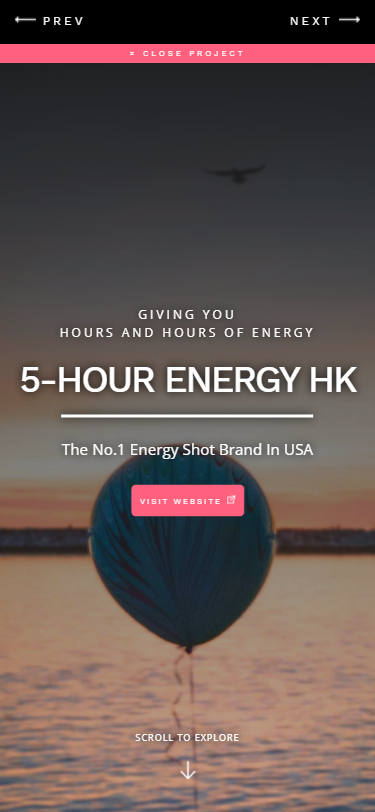 PREV
NEXT
× CLOSE PROJECT
GIVING YOU
HOURS AND HOURS OF ENERGY
5-HOUR ENERGY HK
The No.1 Energy Shot Brand In USA
VISIT WEBSITE
SCROLL TO EXPLORE